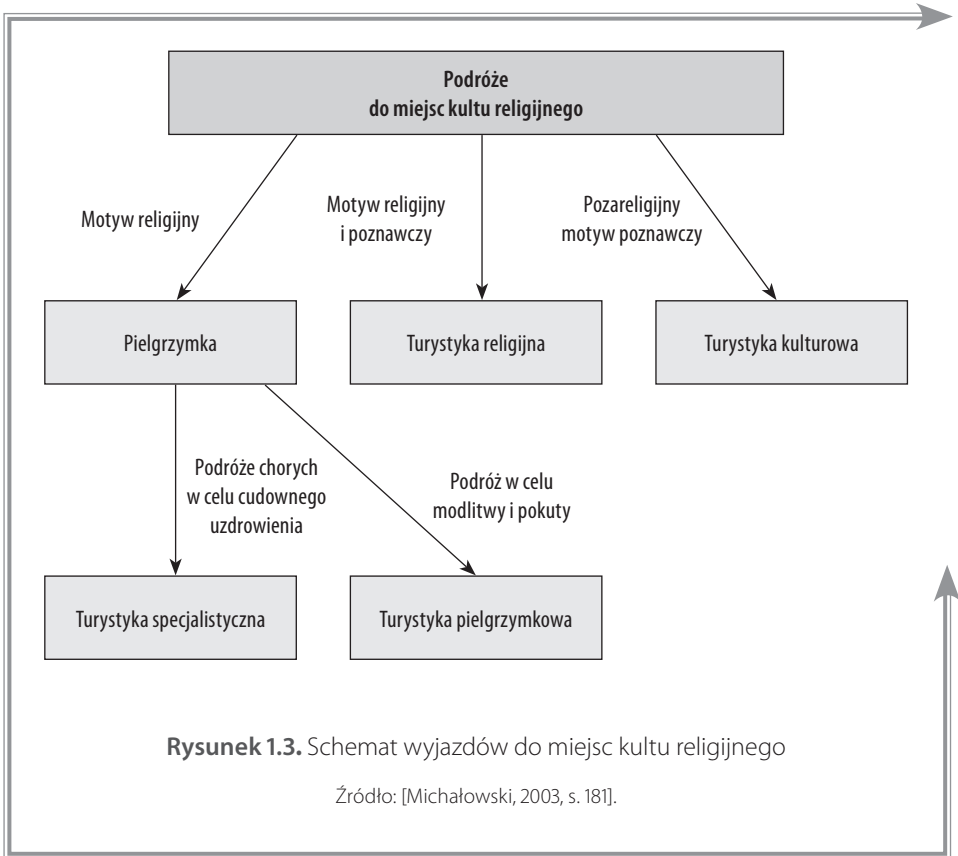 Podróże
do miejsc kultu religijnego
Motyw religijny
Motyw religijny
i poznawczy
Pozareligijny
motyw poznawczy
Pielgrzymka
Turystyka religijna
Turystyka kulturowa
Podróże chorych
w celu cudownego
uzdrowienia
Podróż w celu
modlitwy i pokuty
Turystyka specjalistyczna
Turystyka pielgrzymkowa
Rysunek 1.3. Schemat wyjazdów do miejsc kultu religijnego
Źródło: [Michałowski, 2003, s. 181].